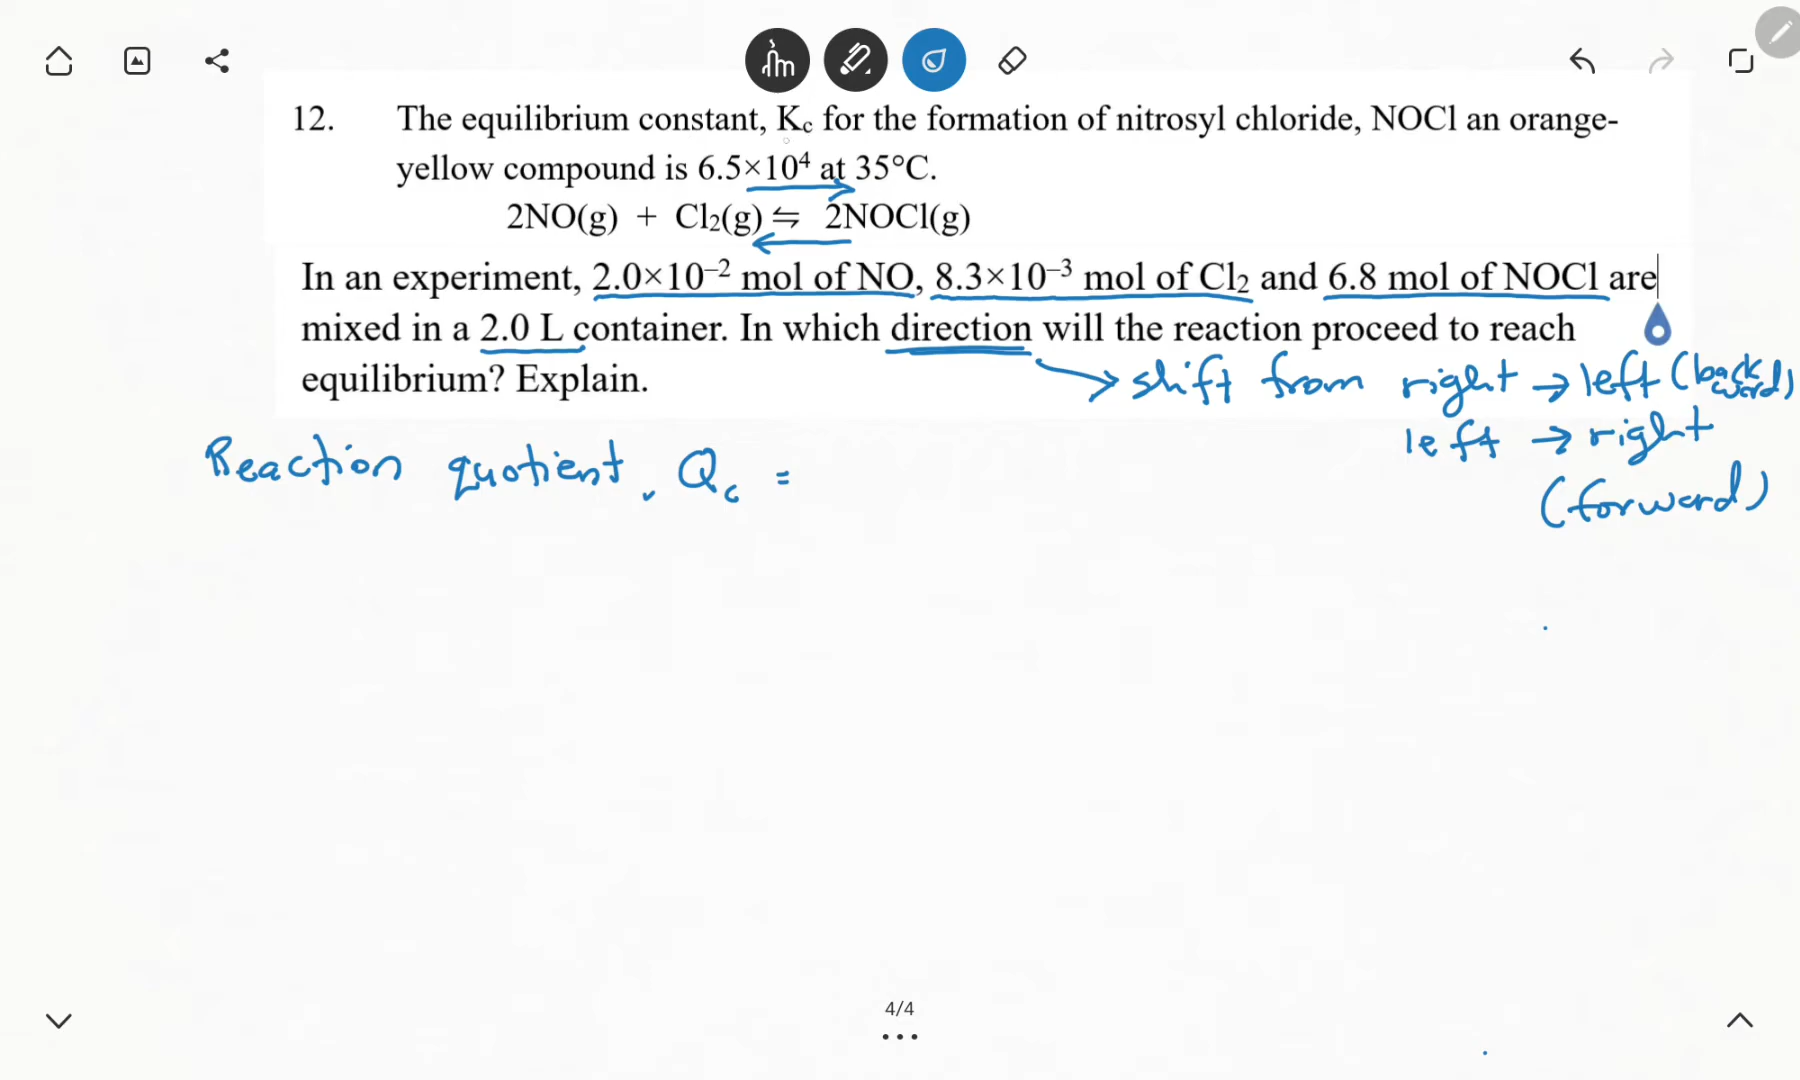 12. The equilibrium constant, Kc for the formation of nitrosyl chloride, NOCl an orange-
yellow compound is 6.5×10⁴ at 35°C.
2NO(g) + Cl₂(g) ⇋ 2NOCl(g)
In an experiment, 2.0×10⁻² mol of NO, 8.3×10⁻³ mol of Cl₂ and 6.8 mol of NOCl are
mixed in a 2.0 L container. In which direction will the reaction proceed to reach
equilibrium? Explain.
→ shift from right → left (backward)
left → right
(forward)
Reaction quotient, Qc =
4/4